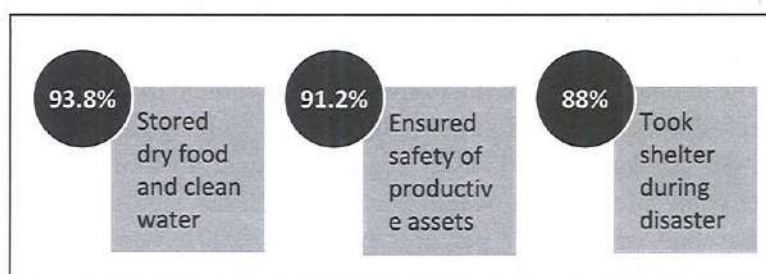 93.8%
Stored
dry food
and clean
water
91.2%
Ensured
safety of
productiv
e assets
88%
Took
shelter
during
disaster